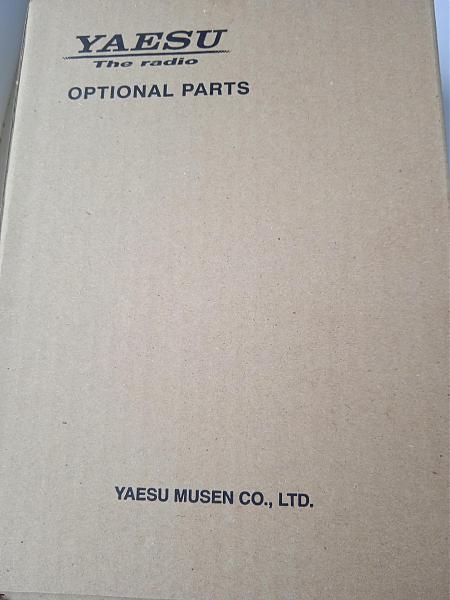 YAESU
The radio
OPTIONAL PARTS
YAESU MUSEN CO., LTD.